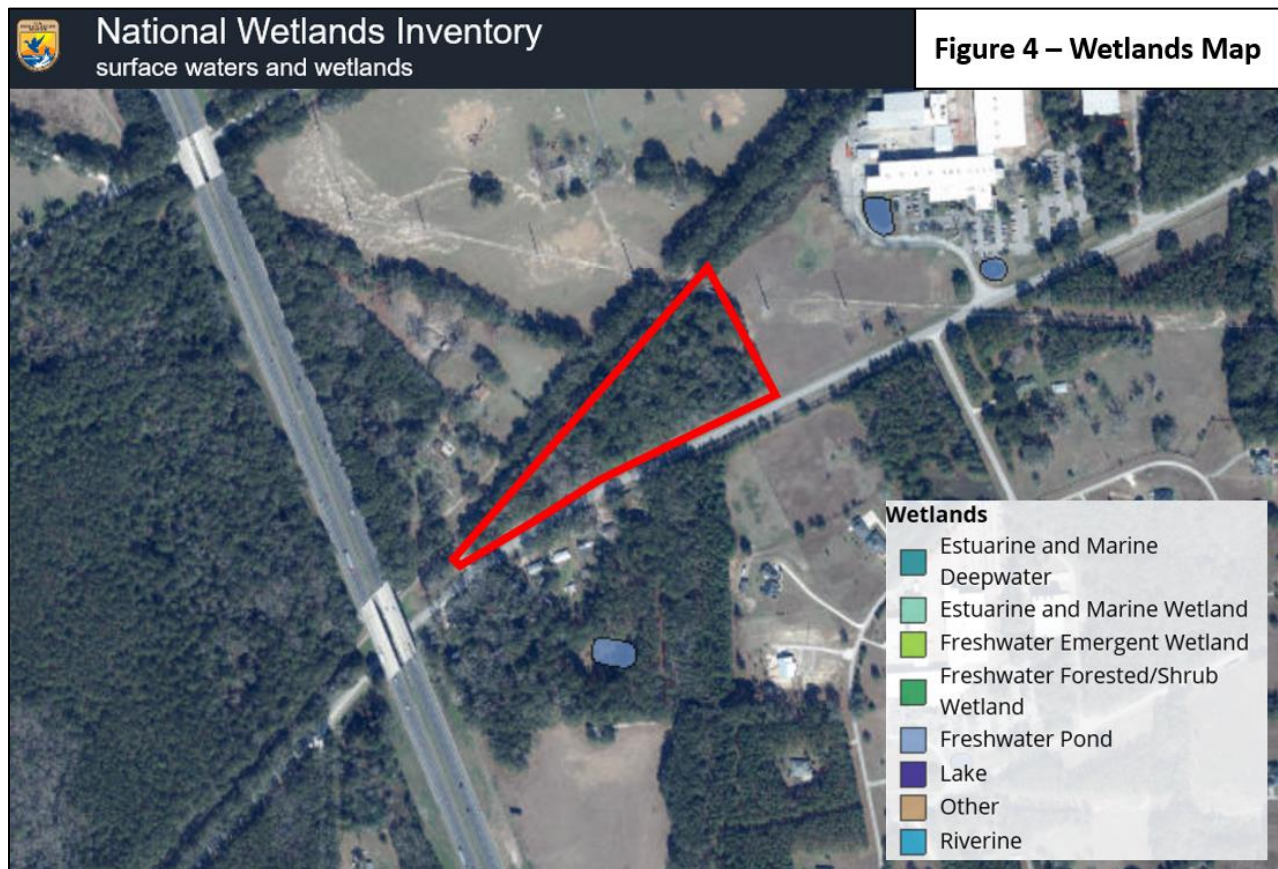 National Wetlands Inventory
surface waters and wetlands
Figure 4 – Wetlands Map
Wetlands
Estuarine and Marine
Deepwater
Estuarine and Marine Wetland
Freshwater Emergent Wetland
Freshwater Forested/Shrub
Wetland
Freshwater Pond
Lake
Other
Riverine